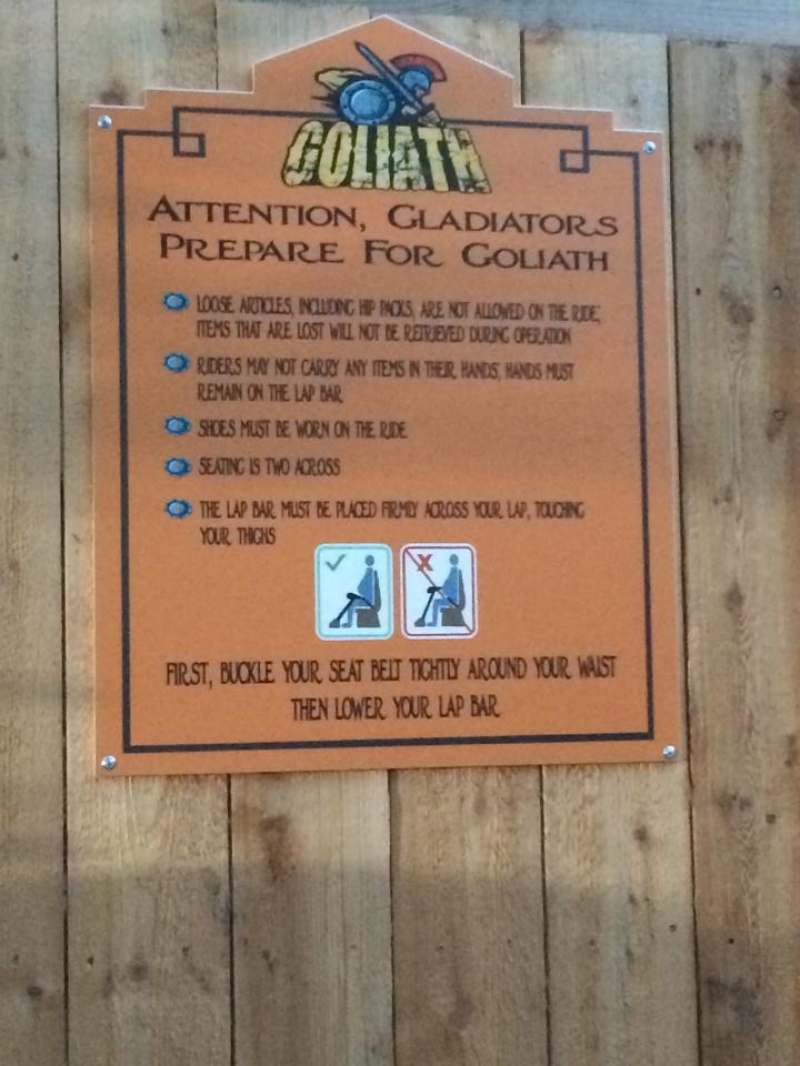 GOLIATH
ATTENTION, GLADIATORS
PREPARE FOR GOLIATH
LOOSE ARTICLES, INCLUDING HIP PACKS, ARE NOT ALLOWED ON THE RIDE;
ITEMS THAT ARE LOST WILL NOT BE RETRIEVED DURING OPERATION
RIDERS MAY NOT CARRY ANY ITEMS IN THEIR HANDS, HANDS MUST
REMAIN ON THE LAP BAR
SHOES MUST BE WORN ON THE RIDE
SEATING IS TWO ACROSS
THE LAP BAR MUST BE PLACED FIRMLY ACROSS YOUR LAP, TOUCHING
YOUR THIGHS
FIRST, BUCKLE YOUR SEAT BELT TIGHTLY AROUND YOUR WAIST
THEN LOWER YOUR LAP BAR